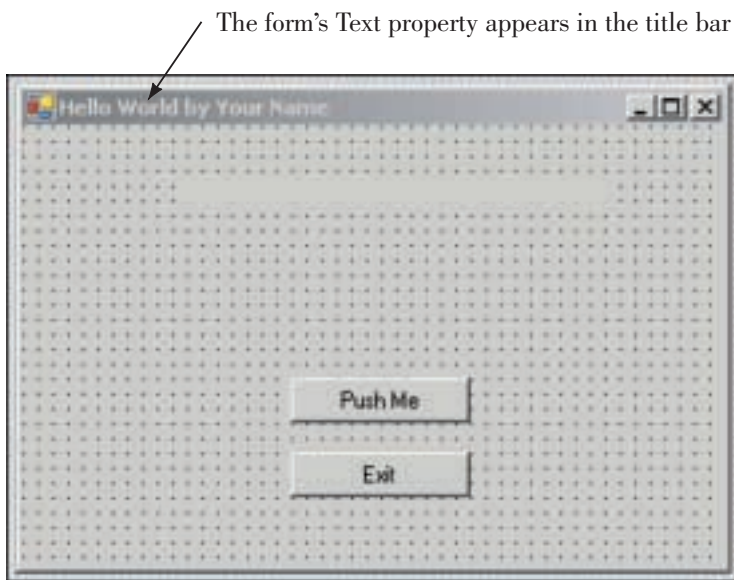 The form's Text property appears in the title bar
Hello World by Your Name
Push Me
Exit